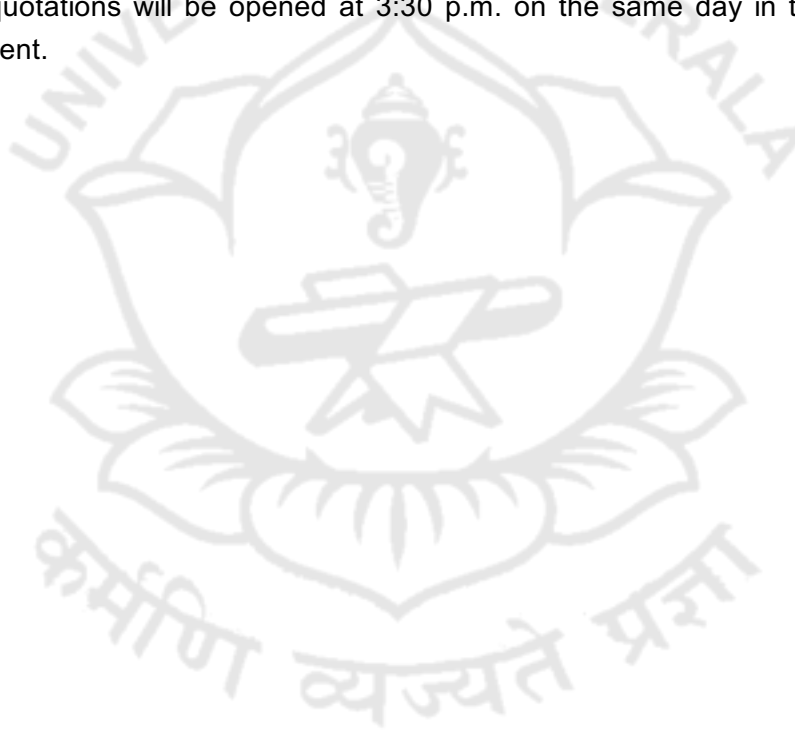 quotations will be opened at 3:30 p.m. on the same day in
ent.
कर्मणि व्यज्यते प्रज्ञा